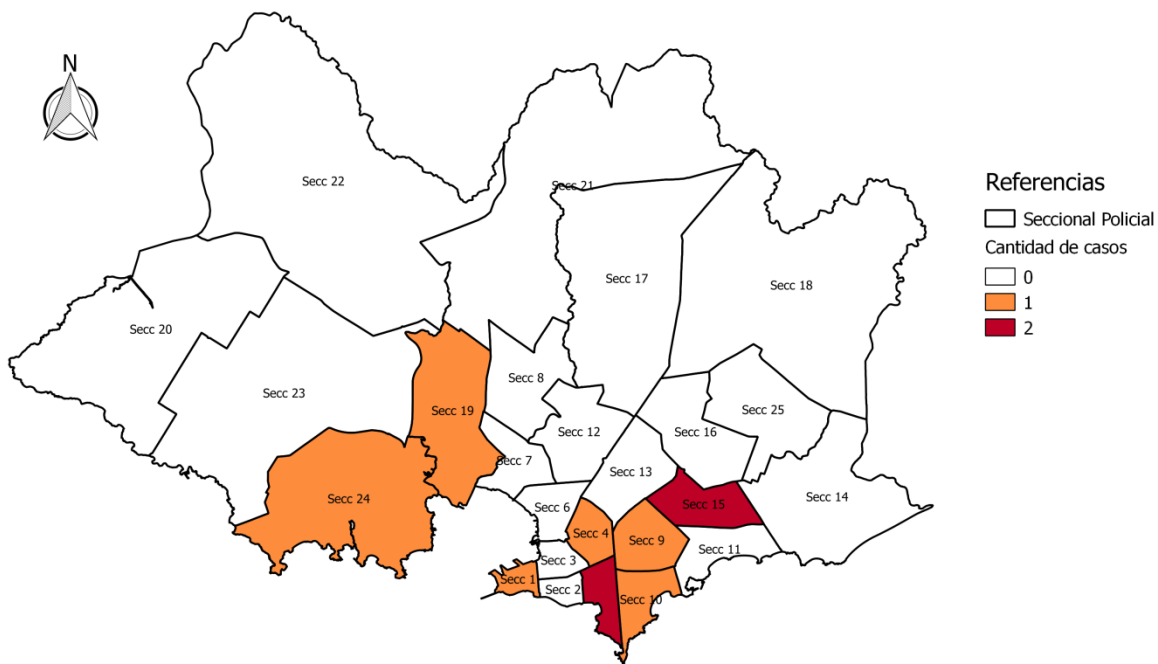 N
Secc 22
Secc 21
Secc 17
Secc 18
Secc 20
Secc 8
Secc 23
Secc 19
Secc 25
Secc 12
Secc 16
Secc 7
Secc 13
Secc 24
Secc 14
Secc 15
Secc 6
Secc 4
Secc 9
Secc 11
Secc 3
Secc 1
Secc 2
Secc 10
Referencias
Seccional Policial
Cantidad de casos
0
1
2